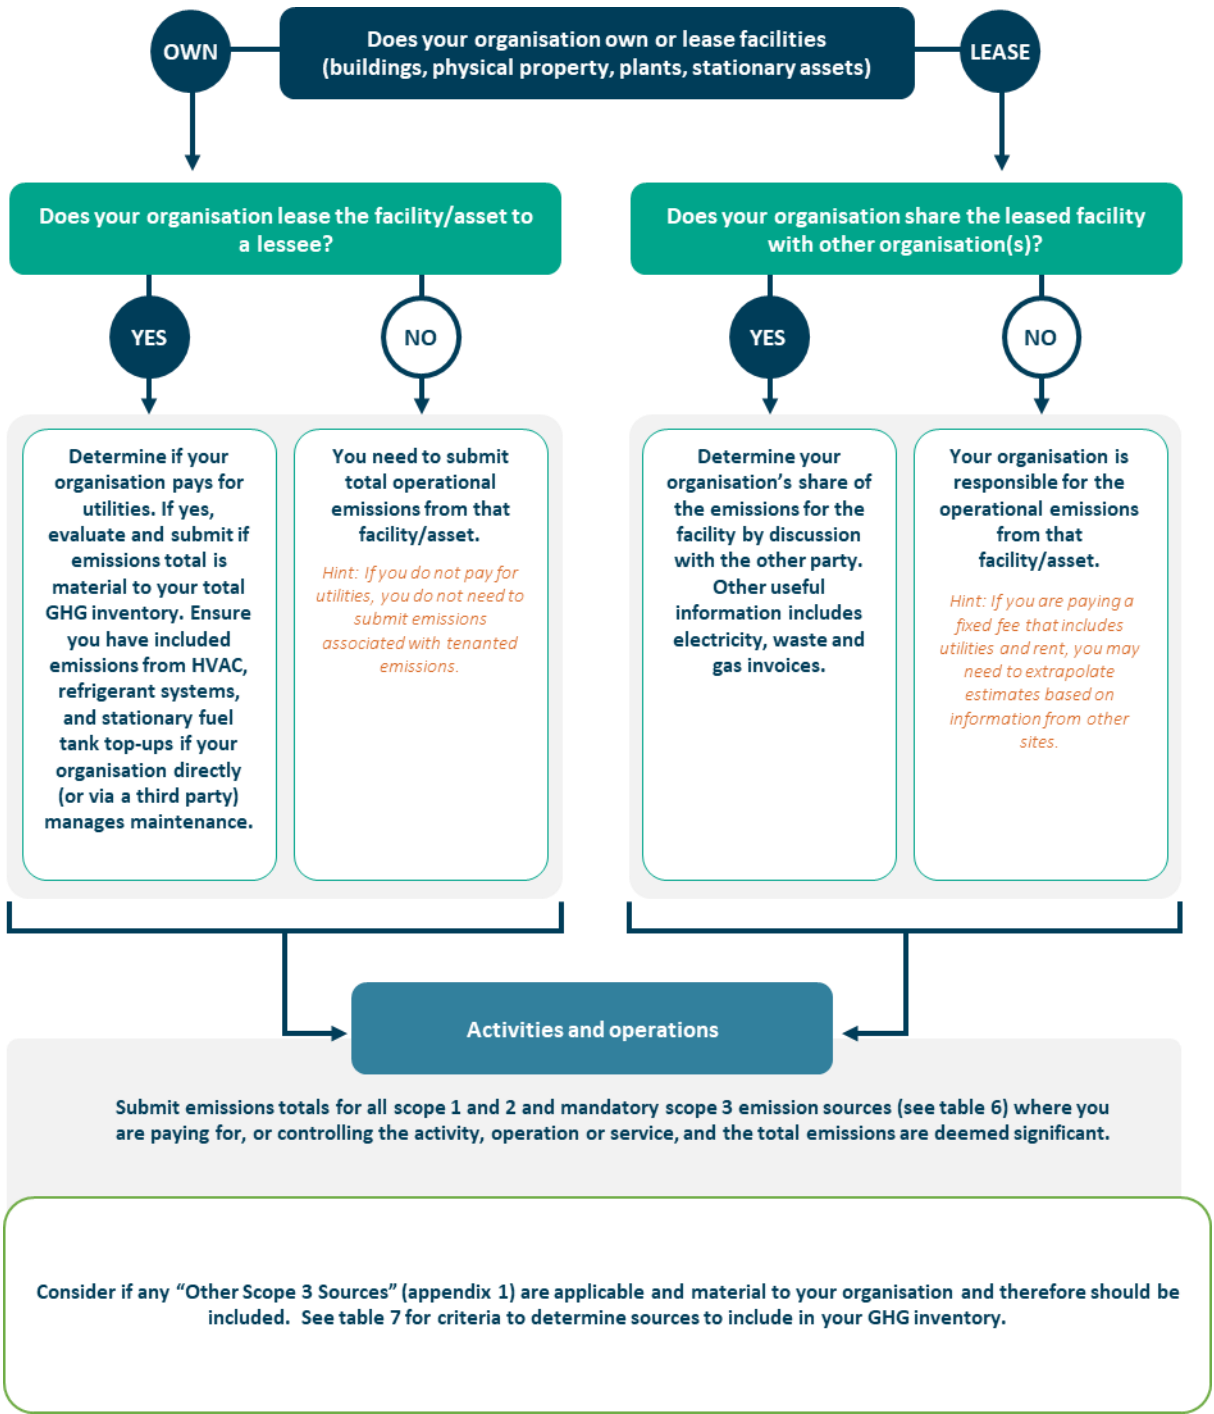 OWN
Does your organisation own or lease facilities
(buildings, physical property, plants, stationary assets)
LEASE
Does your organisation lease the facility/asset to
a lessee?
Does your organisation share the leased facility
with other organisation(s)?
YES
NO
YES
NO
Determine if your
organisation pays for
utilities. If yes,
evaluate and submit if
emissions total is
material to your total
GHG inventory. Ensure
you have included
emissions from HVAC,
refrigerant systems,
and stationary fuel
tank top-ups if your
organisation directly
(or via a third party)
manages maintenance.
You need to submit
total operational
emissions from that
facility/asset.
Hint: If you do not pay for
utilities, you do not need to
submit emissions
associated with tenanted
emissions.
Determine your
organisation’s share of
the emissions for the
facility by discussion
with the other party.
Other useful
information includes
electricity, waste and
gas invoices.
Your organisation is
responsible for the
operational emissions
from that
facility/asset.
Hint: If you are paying a
fixed fee that includes
utilities and rent, you may
need to extrapolate
estimates based on
information from other
sites.
Activities and operations
Submit emissions totals for all scope 1 and 2 and mandatory scope 3 emission sources (see table 6) where you
are paying for, or controlling the activity, operation or service, and the total emissions are deemed significant.
Consider if any “Other Scope 3 Sources” (appendix 1) are applicable and material to your organisation and therefore should be
included.  See table 7 for criteria to determine sources to include in your GHG inventory.